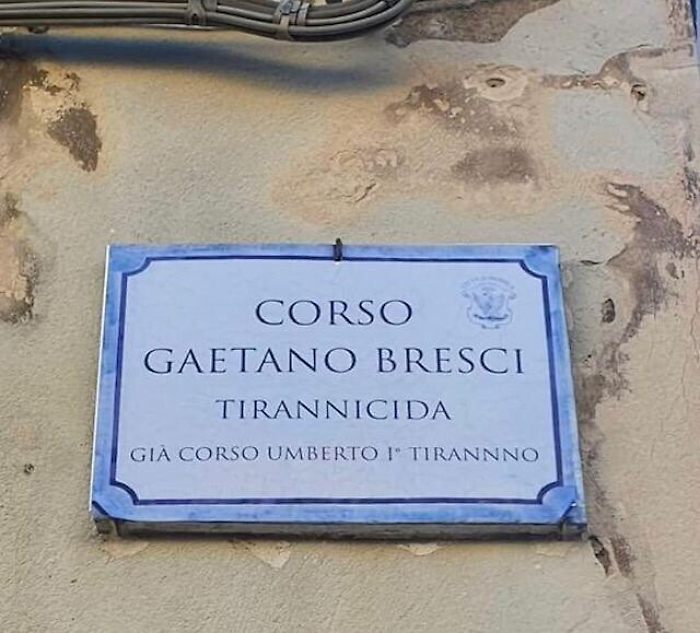 CORSO
GAETANO BRESCI
TIRANNICIDA
GIÀ CORSO UMBERTO I° TIRANNNO